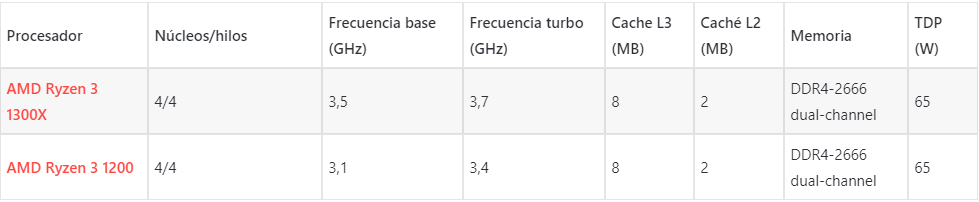 Procesador Núcleos/hilos Frecuencia base (GHz) Frecuencia turbo (GHz) Cache L3 (MB) Caché L2 (MB) Memoria TDP (W)
AMD Ryzen 3 1300X 4/4 3,5 3,7 8 2 DDR4-2666 dual-channel 65
AMD Ryzen 3 1200 4/4 3,1 3,4 8 2 DDR4-2666 dual-channel 65